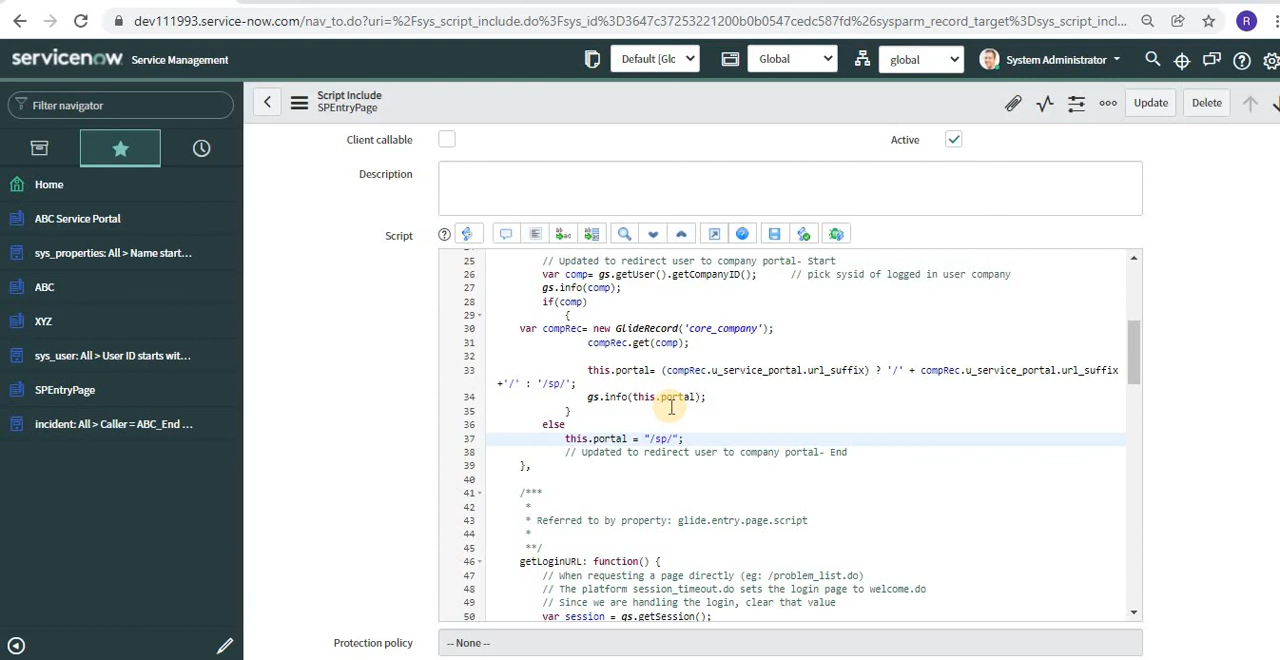 dev111993.service-now.com/nav_to.do?uri=%2Fsys_script_include.do%3Fsys_id%3D3647c37253221200b0b0547cedc587fd%26sysparm_record_target%3Dsys_script_incl...
R
servicenow Service Management
Default [Glc
Global
global
System Administrator
Filter navigator
Script Include
SPEntryPage
Update
Delete
Client callable
Active
Home
Description
ABC Service Portal
Script
sys_properties: All > Name start...
ABC
XYZ
sys_user: All > User ID starts wit...
SPEntryPage
incident: All > Caller = ABC_End ...
25 // Updated to redirect user to company portal- Start
26 var comp= gs.getUser().getCompanyID(); // pick sysid of logged in user company
27 gs.info(comp);
28 if(comp)
29 {
30 var compRec= new GlideRecord('core_company');
31 compRec.get(comp);
32
33 this.portal= (compRec.u_service_portal.url_suffix) ? '/' + compRec.u_service_portal.url_suffix
+'/' : '/sp/';
34 gs.info(this.portal);
35 }
36 else
37 this.portal = "/sp/";
38 // Updated to redirect user to company portal- End
39 },
40
41 /***
42 *
43 * Referred to by property: glide.entry.page.script
44 *
45 **/
46 getLoginURL: function() {
47 // When requesting a page directly (eg: /problem_list.do)
48 // The platform session_timeout.do sets the login page to welcome.do
49 // Since we are handling the login, clear that value
50 var session = gs.getSession();
Protection policy
-- None --